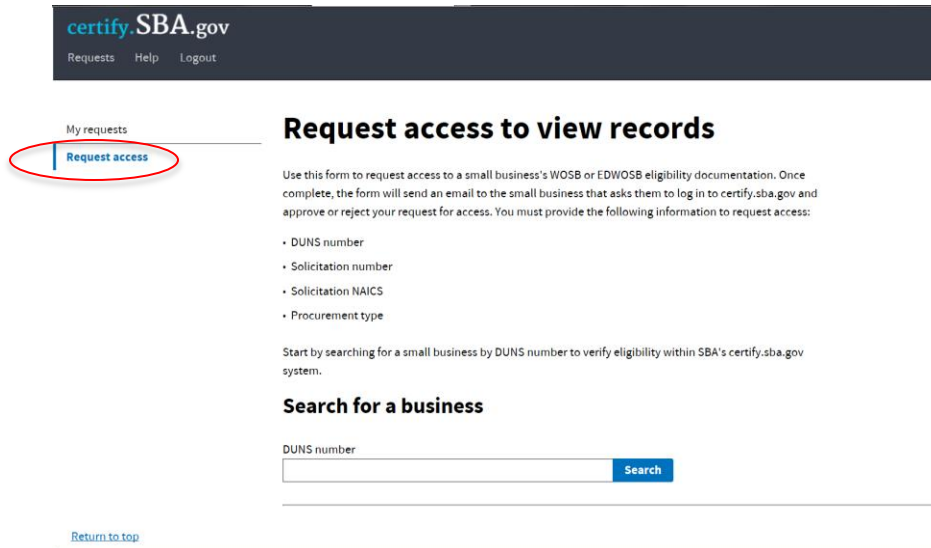 certify.SBA.gov
Requests Help Logout
My requests
Request access
Request access to view records
Use this form to request access to a small business's WOSB or EDWOSB eligibility documentation. Once
complete, the form will send an email to the small business that asks them to log in to certify.sba.gov and
approve or reject your request for access. You must provide the following information to request access:
• DUNS number
• Solicitation number
• Solicitation NAICS
• Procurement type
Start by searching for a small business by DUNS number to verify eligibility within SBA's certify.sba.gov
system.
Search for a business
DUNS number
Search
Return to top